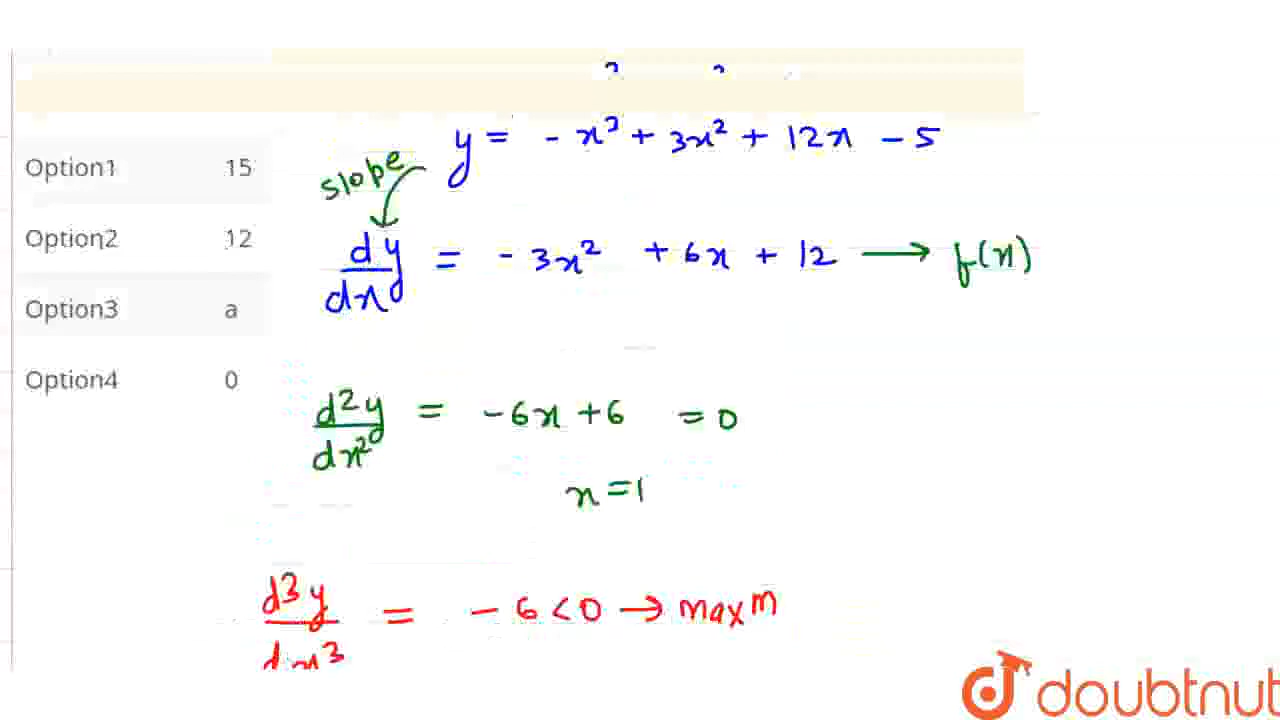 y = - x³ + 3x² + 12x - 5
slope
dy/dx = - 3x² + 6x + 12 → f(x)
Option1 15
Option2 12
Option3 a
Option4 0
d²y/dx² = -6x + 6 = 0
x = 1
d³y/dx³ = - 6 < 0 → maxm
doubtnut